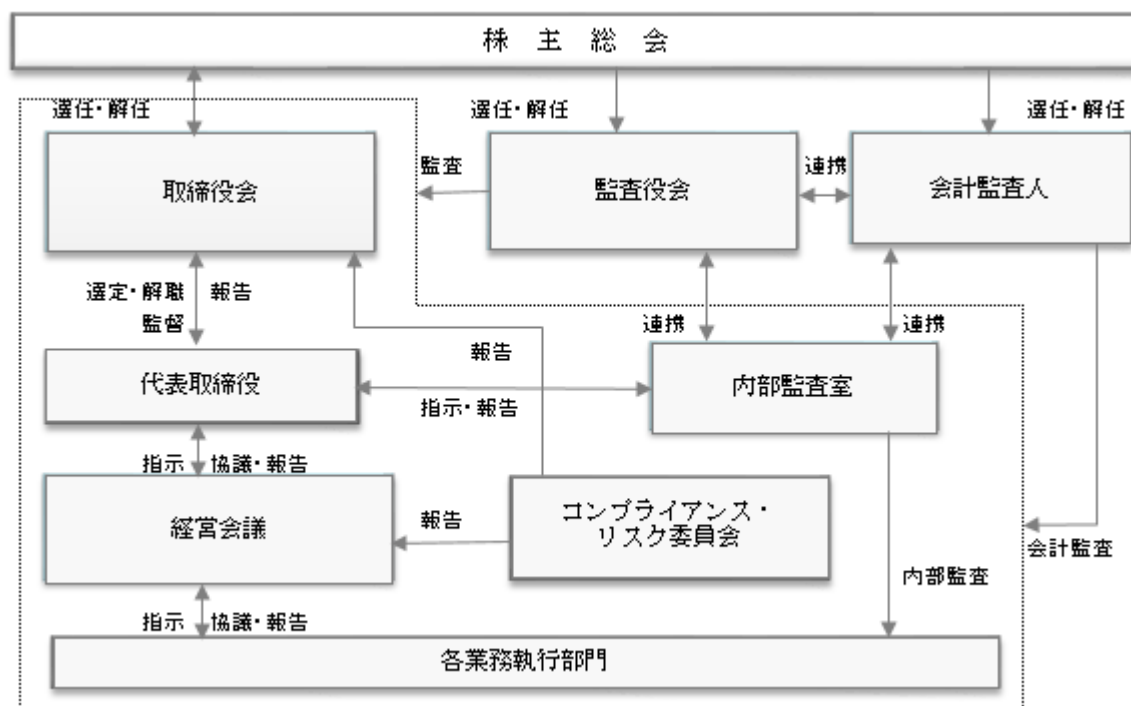 株 主 総 会
選任・解任
選任・解任
選任・解任
取締役会
監査
監査役会
連携
会計監査人
選定・解職 報告
監督
連携
連携
報告
代表取締役
内部監査室
指示・報告
指示 協議・報告
経営会議
報告
コンプライアンス・
リスク委員会
会計監査
内部監査
指示 協議・報告
各業務執行部門